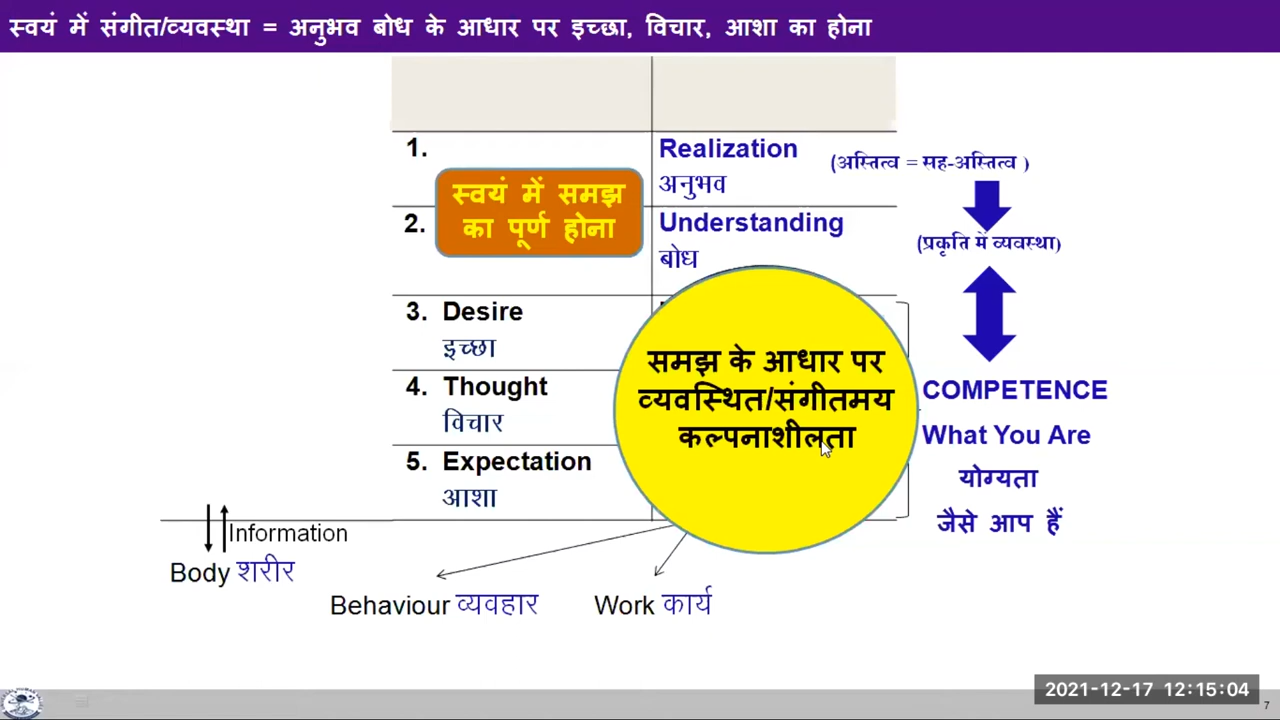 स्वयं में संगीत/व्यवस्था = अनुभव बोध के आधार पर इच्छा, विचार, आशा का होना
1.
Realization
अनुभव
(अस्तित्व = सह-अस्तित्व )
स्वयं में समझ
का पूर्ण होना
2.
Understanding
बोध
(प्रकृति में व्यवस्था)
3. Desire
इच्छा
4. Thought
विचार
5. Expectation
आशा
समझ के आधार पर
व्यवस्थित/संगीतमय
कल्पनाशीलता
COMPETENCE
What You Are
योग्यता
जैसे आप हैं
Information
Body शरीर
Behaviour व्यवहार
Work कार्य
2021-12-17 12:15:04
7